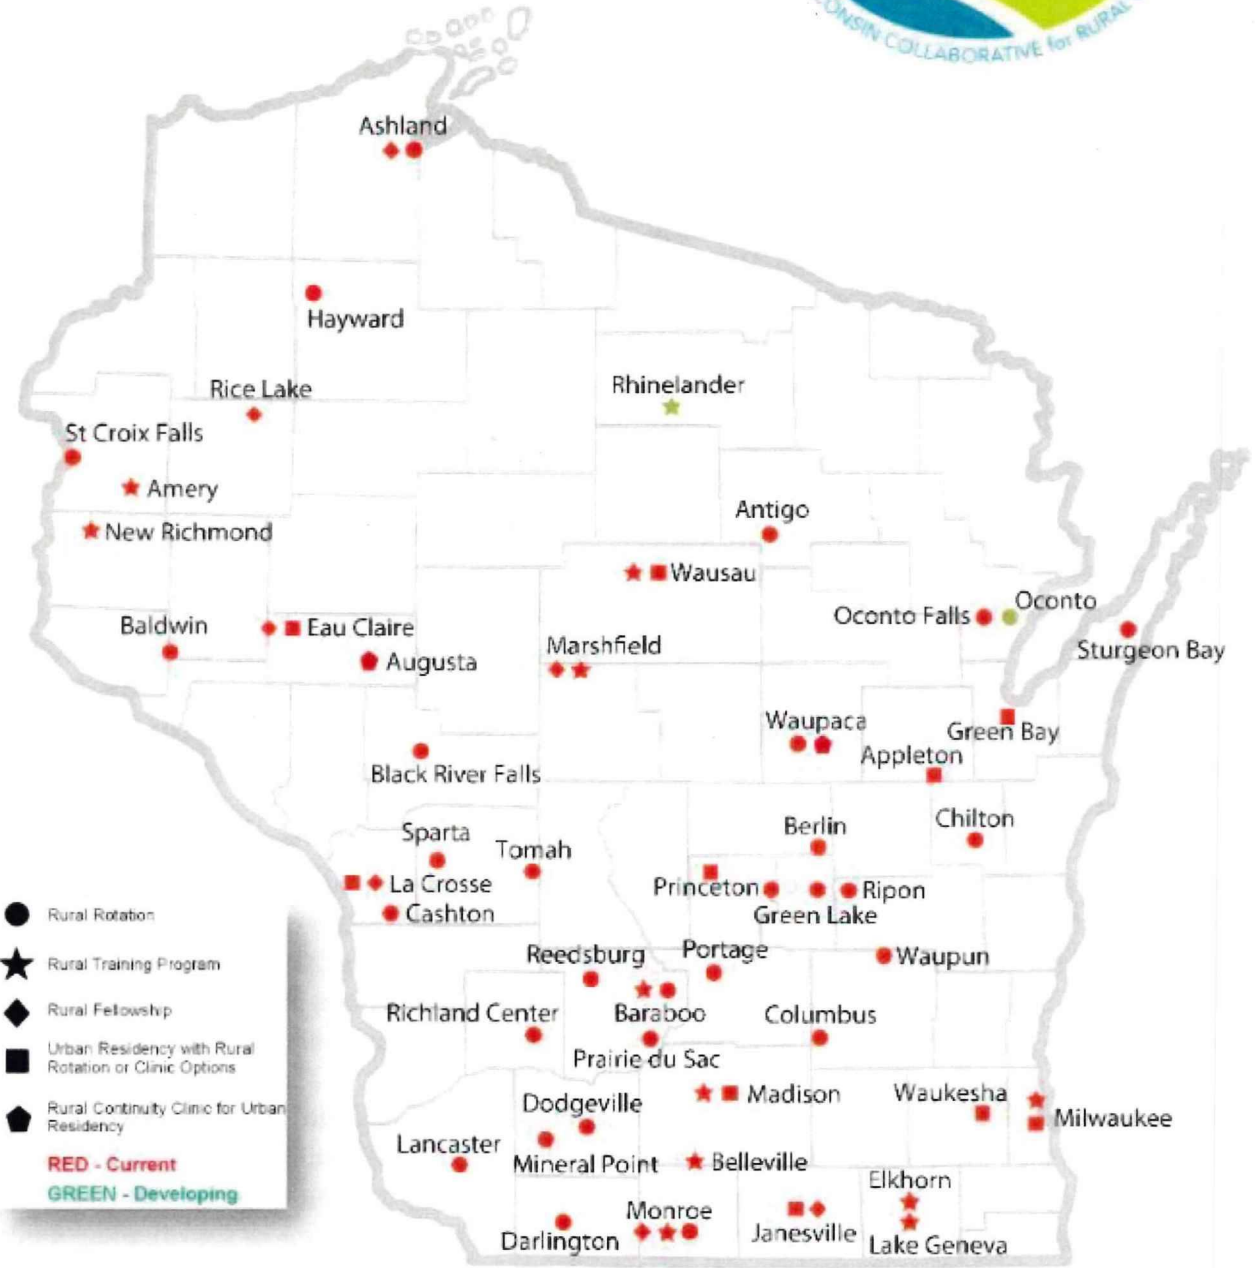 CONSIN COLLABORATIVE for RURAL
Ashland
Hayward
Rice Lake
Rhinelander
St Croix Falls
Amery
Antigo
New Richmond
Wausau
Oconto
Oconto Falls
Baldwin
Eau Claire
Marshfield
Sturgeon Bay
Augusta
Waupaca
Green Bay
Appleton
Black River Falls
Chilton
Berlin
Sparta
Tomah
La Crosse
Princeton
Ripon
Cashton
Green Lake
Rural Rotation
Rural Training Program
Rural Fellowship
Urban Residency with Rural
Rotation or Clinic Options
Rural Continuity Clinic for Urban
Residency
RED - Current
GREEN - Developing
Reedsburg
Portage
Waupun
Richland Center
Baraboo
Columbus
Prairie du Sac
Madison
Waukesha
Dodgeville
Milwaukee
Lancaster
Mineral Point
Belleville
Elkhorn
Monroe
Darlington
Janesville
Lake Geneva